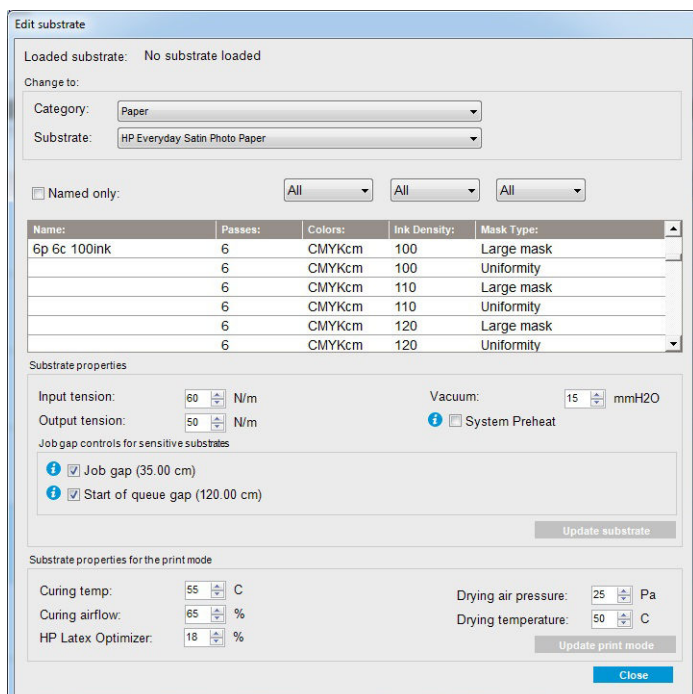 Edit substrate
Loaded substrate: No substrate loaded
Change to:
Category: Paper
Substrate: HP Everyday Satin Photo Paper
Named only: All All All
Name: Passes: Colors: Ink Density: Mask Type:
6p 6c 100ink 6 CMYKcm 100 Large mask
6 CMYKcm 100 Uniformity
6 CMYKcm 110 Large mask
6 CMYKcm 110 Uniformity
6 CMYKcm 120 Large mask
6 CMYKcm 120 Uniformity
Substrate properties
Input tension: 60 N/m Vacuum: 15 mmH2O
Output tension: 50 N/m System Preheat
Job gap controls for sensitive substrates
Job gap (35.00 cm)
Start of queue gap (120.00 cm)
Update substrate
Substrate properties for the print mode
Curing temp: 55 C Drying air pressure: 25 Pa
Curing airflow: 65 % Drying temperature: 50 C
HP Latex Optimizer: 18 % Update print mode
Close